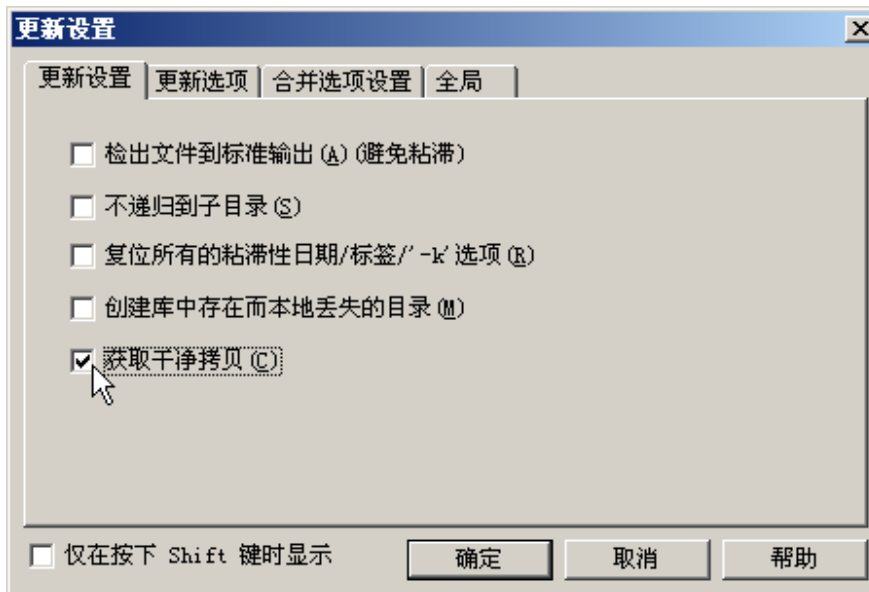 更新设置
更新设置 更新选项 合并选项设置 全局
检出文件到标准输出(A)(避免粘滞)
不递归到子目录(S)
复位所有的粘滞性日期/标签/'-k'选项(R)
创建库中存在而本地丢失的目录(M)
获取干净拷贝(C)
仅在按下 Shift 键时显示 确定 取消 帮助